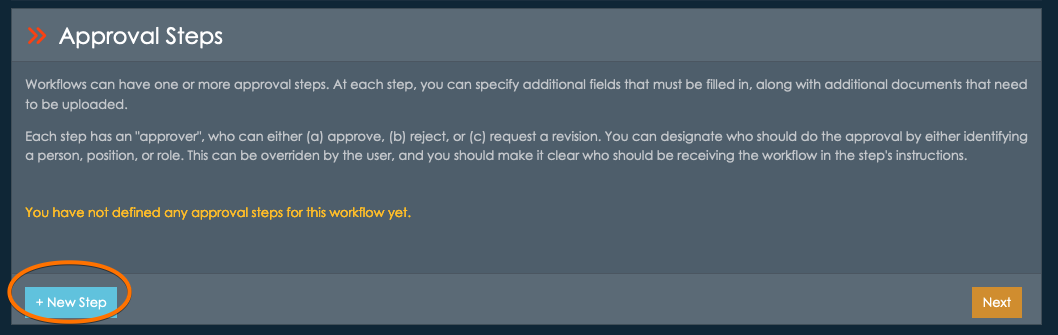 Approval Steps
Workflows can have one or more approval steps. At each step, you can specify additional fields that must be filled in, along with additional documents that need
to be uploaded.
Each step has an "approver", who can either (a) approve, (b) reject, or (c) request a revision. You can designate who should do the approval by either identifying
a person, position, or role. This can be overriden by the user, and you should make it clear who should be receiving the workflow in the step's instructions.
You have not defined any approval steps for this workflow yet.
+ New Step
Next